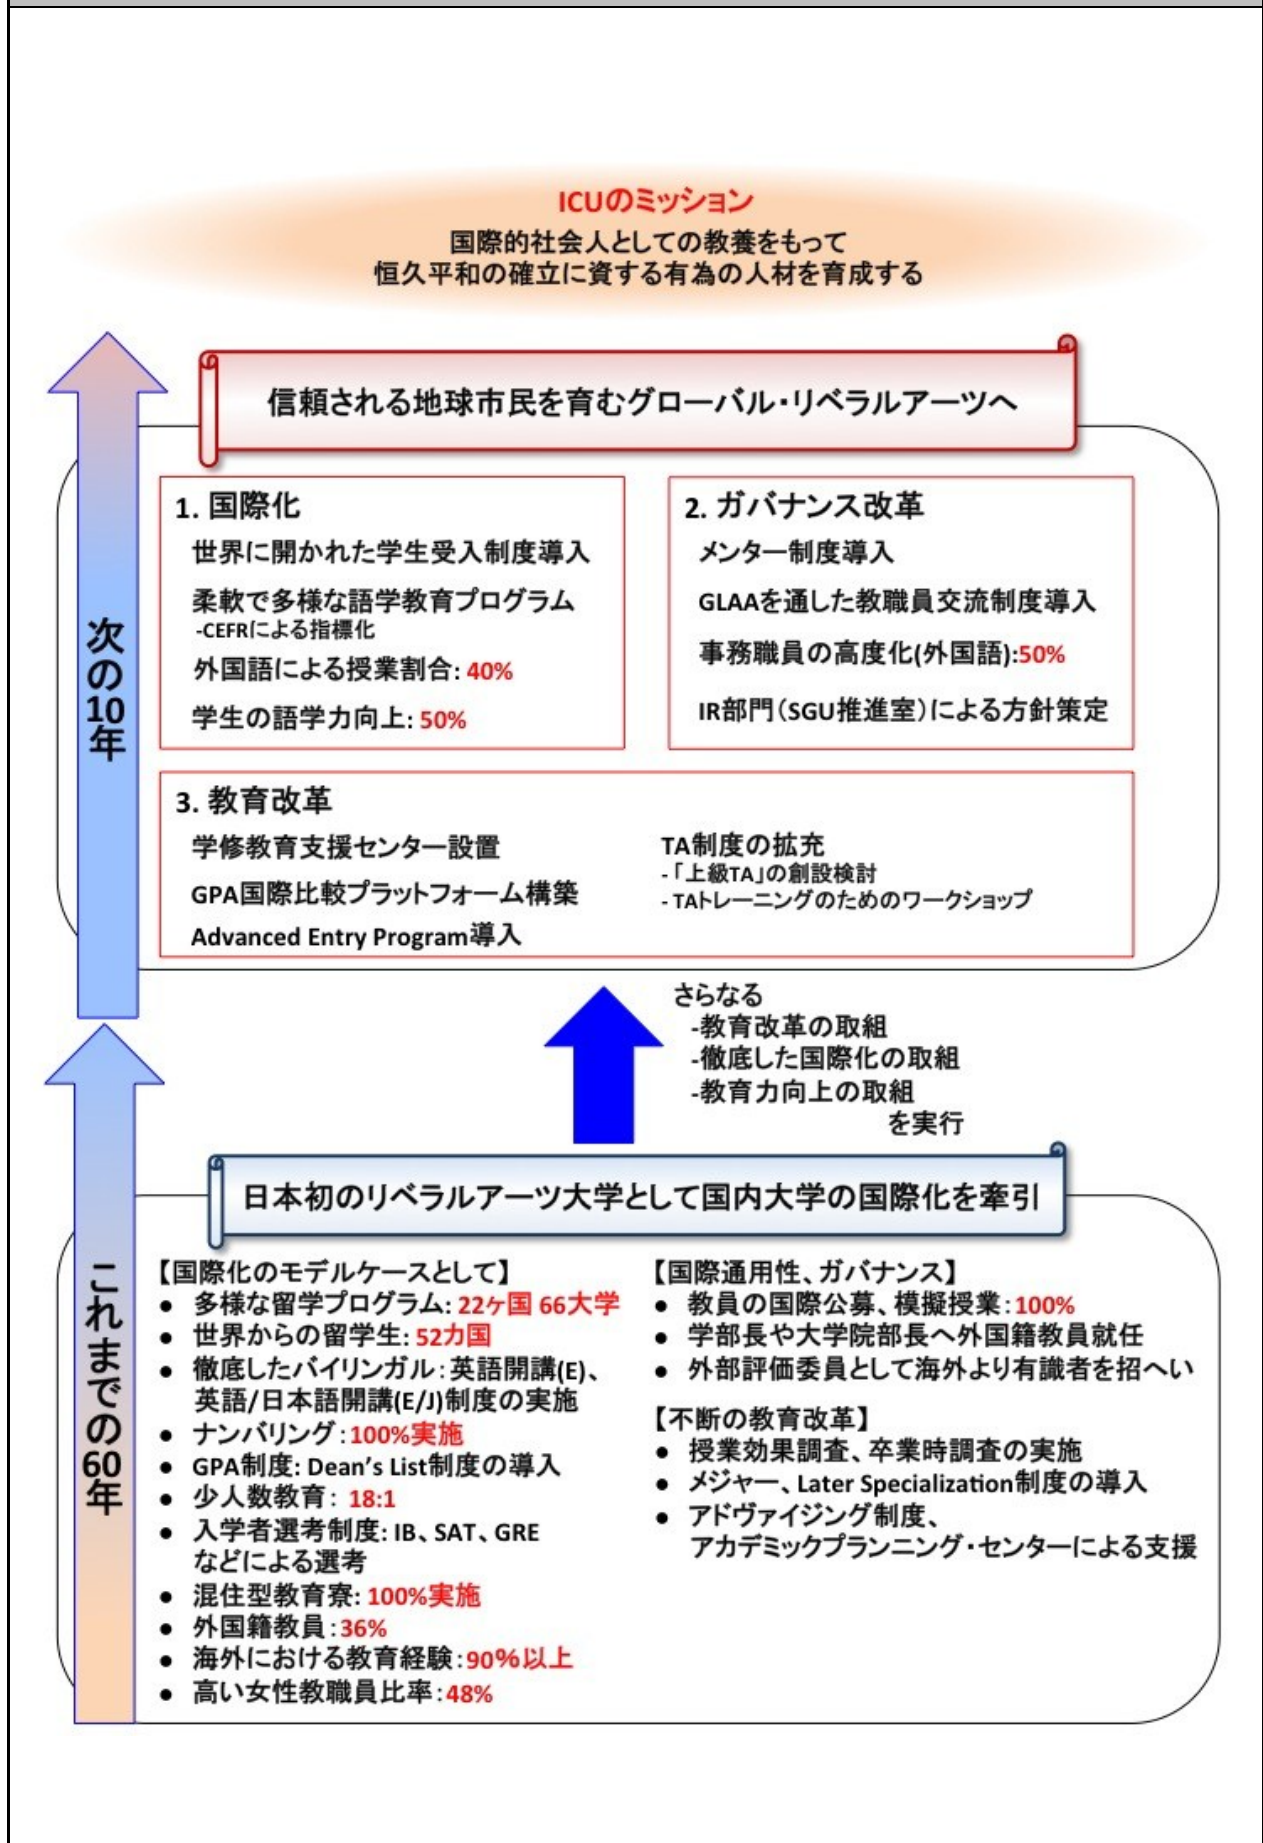 ICUのミッション
国際的社会人としての教養をもって
恒久平和の確立に資する有為の人材を育成する
信頼される地球市民を育むグローバル・リベラルアーツへ
次の10年
1. 国際化
世界に開かれた学生受入制度導入
柔軟で多様な語学教育プログラム
-CEFRによる指標化
外国語による授業割合: 40%
学生の語学力向上: 50%
2. ガバナンス改革
メンター制度導入
GLAAを通した教職員交流制度導入
事務職員の高度化(外国語):50%
IR部門（SGU推進室）による方針策定
3. 教育改革
学修教育支援センター設置
GPA国際比較プラットフォーム構築
Advanced Entry Program導入
TA制度の拡充
-「上級TA」の創設検討
- TAトレーニングのためのワークショップ
さらなる
-教育改革の取組
-徹底した国際化の取組
-教育力向上の取組
を実行
日本初のリベラルアーツ大学として国内大学の国際化を牽引
これまでの60年
【国際化のモデルケースとして】
● 多様な留学プログラム: 22ヶ国 66大学
● 世界からの留学生: 52カ国
● 徹底したバイリンガル：英語開講(E)、
英語/日本語開講(E/J)制度の実施
● ナンバリング：100%実施
● GPA制度: Dean's List制度の導入
● 少人数教育： 18:1
● 入学者選考制度: IB、SAT、GRE
などによる選考
● 混住型教育寮: 100%実施
● 外国籍教員：36%
● 海外における教育経験：90%以上
● 高い女性教職員比率：48%
【国際通用性、ガバナンス】
● 教員の国際公募、模擬授業：100%
● 学部長や大学院部長へ外国籍教員就任
● 外部評価委員として海外より有識者を招へい
【不断の教育改革】
● 授業効果調査、卒業時調査の実施
● メジャー、Later Specialization制度の導入
● アドヴァイジング制度、
アカデミックプランニング・センターによる支援